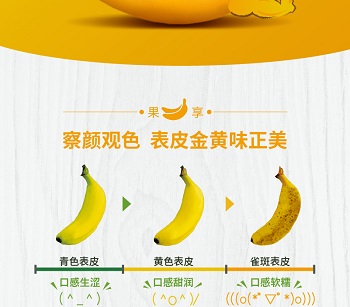 果 享
察颜观色 表皮金黄味正美
青色表皮 黄色表皮 雀斑表皮
口感生涩 口感甜润 口感软糯
(^_^) (^o^)/ (((o(*ﾟ▽ﾟ*)o)))